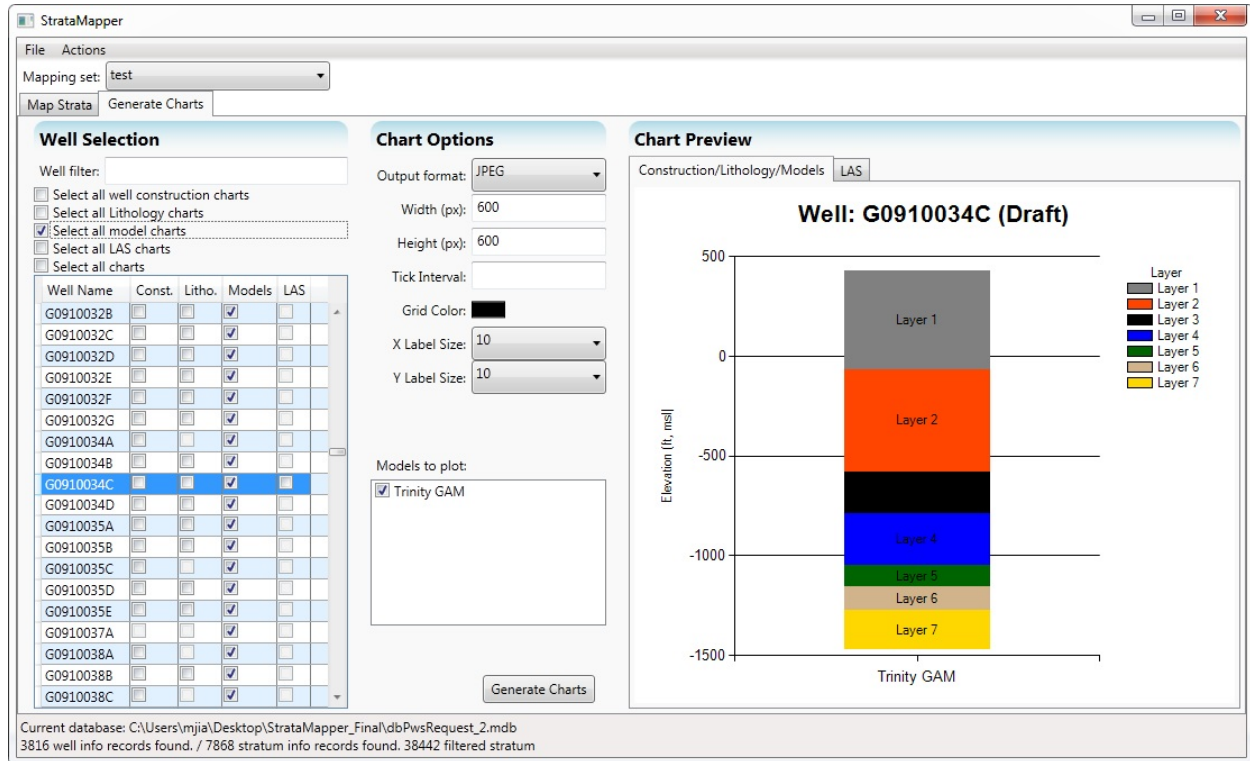 StrataMapper
File Actions
Mapping set: test
Map Strata Generate Charts
Well Selection
Well filter:
Select all well construction charts
Select all Lithology charts
Select all model charts
Select all LAS charts
Select all charts
Well Name Const. Litho. Models LAS
G0910032B
G0910032C
G0910032D
G0910032E
G0910032F
G0910032G
G0910034A
G0910034B
G0910034C
G0910034D
G0910035A
G0910035B
G0910035C
G0910035D
G0910035E
G0910037A
G0910038A
G0910038B
G0910038C
Chart Options
Output format: JPEG
Width (px): 600
Height (px): 600
Tick Interval:
Grid Color:
X Label Size: 10
Y Label Size: 10
Models to plot:
Trinity GAM
Generate Charts
Chart Preview
Construction/Lithology/Models LAS
Well: G0910034C (Draft)
500
0
-500
-1000
-1500
Elevation (ft, msl|
Layer 1
Layer 2
Layer 4
Layer 5
Layer 6
Layer 7
Trinity GAM
Layer
Layer 1
Layer 2
Layer 3
Layer 4
Layer 5
Layer 6
Layer 7
Current database: C:\Users\mjia\Desktop\StrataMapper_Final\dbPwsRequest_2.mdb
3816 well info records found. / 7868 stratum info records found. 38442 filtered stratum